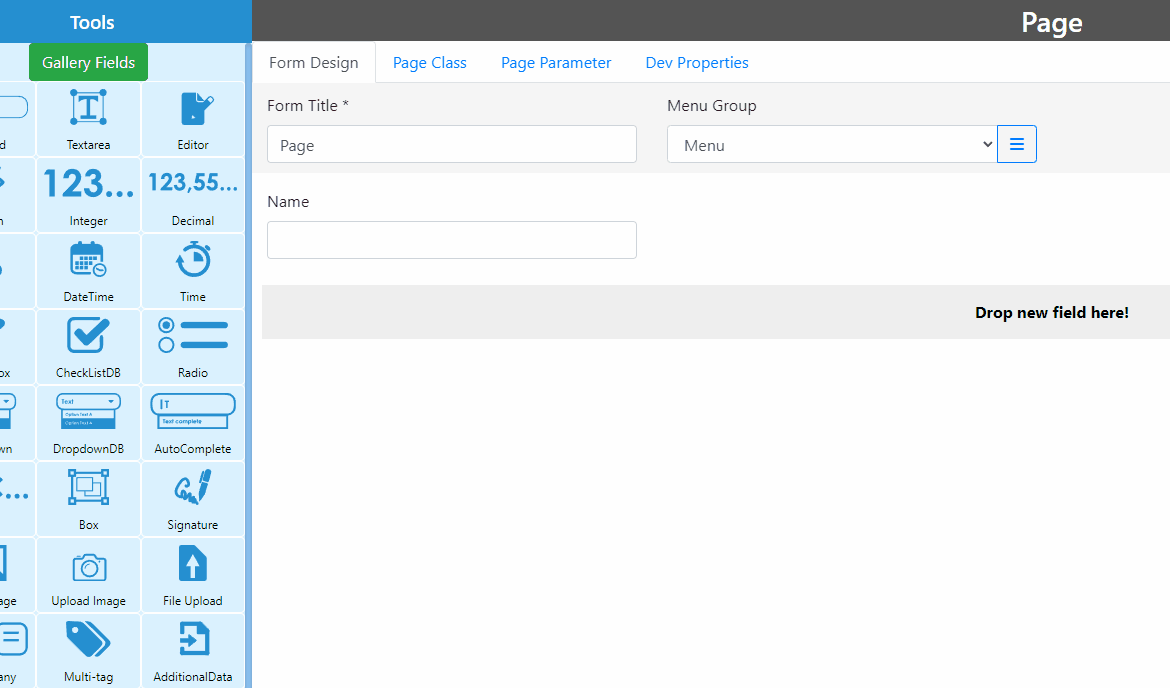 Tools
Page
Gallery Fields
Form Design
Page Class
Page Parameter
Dev Properties
Form Title *
Menu Group
Page
Menu
Name
Drop new field here!
d
Textarea
Editor
123...
123,55...
n
Integer
Decimal
DateTime
Time
ox
CheckListDB
Radio
Text
Option Text A
Option Text A
T
Text complete
wn
DropdownDB
AutoComplete
Box
Signature
age
Upload Image
File Upload
any
Multi-tag
AdditionalData